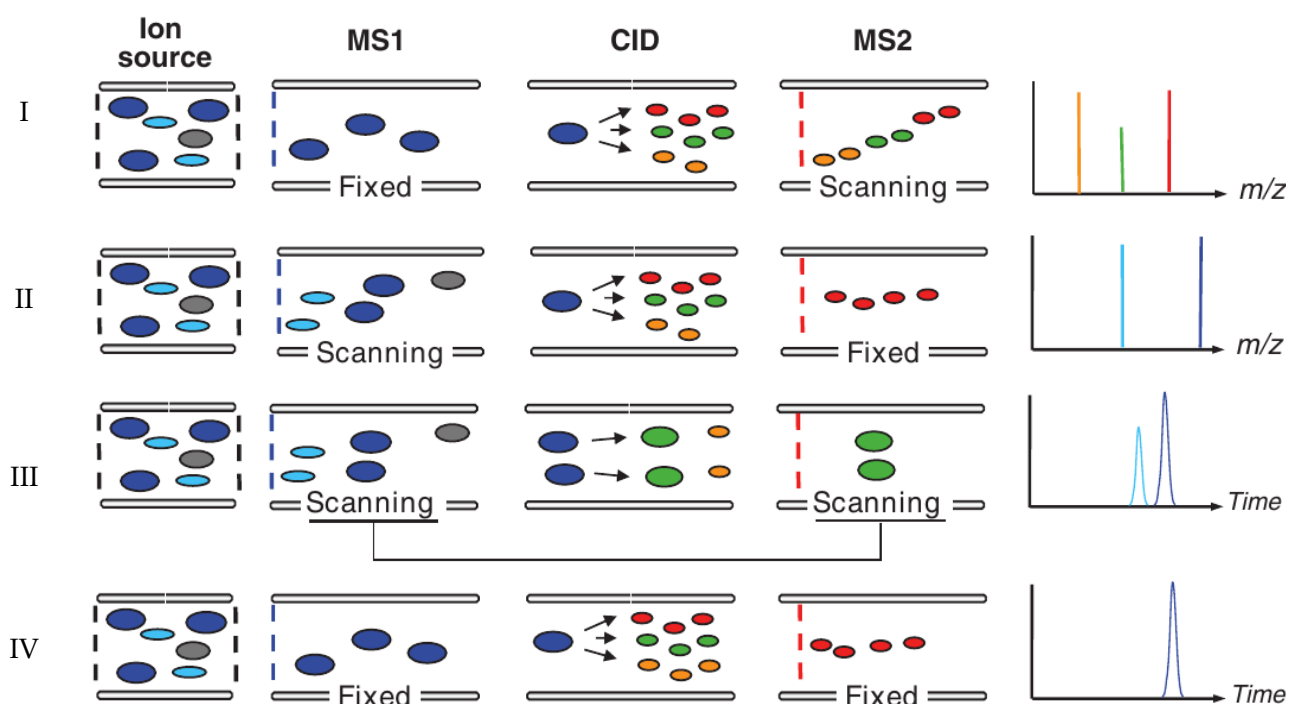 Ion source MS1 CID MS2
I
Fixed Scanning m/z
II
Scanning Fixed m/z
III
Scanning Scanning Time
IV
Fixed Fixed Time